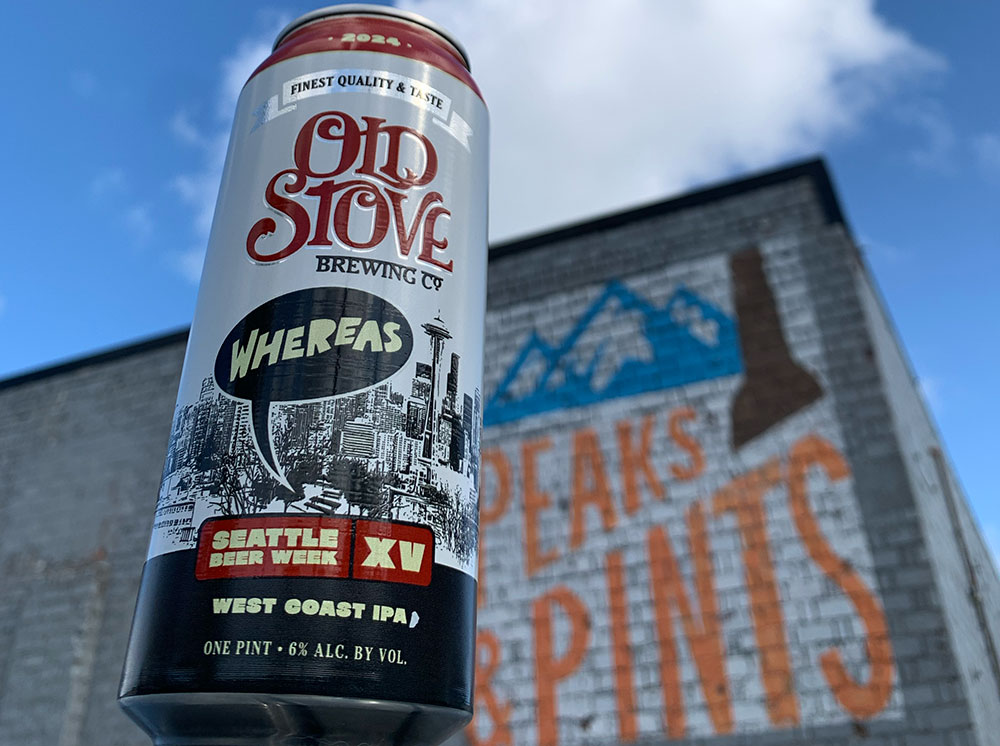 · 2024 ·
FINEST QUALITY & TASTE
OLD
STOVE
BREWING Cº
WHEREAS
SEATTLE
BEER WEEK
XV
WEST COAST IPA
ONE PINT • 6% ALC. BY VOL.
PEAKS
& PINTS